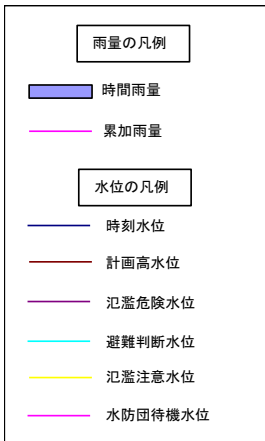 雨量の凡例
時間雨量
累加雨量
水位の凡例
時刻水位
計画高水位
氾濫危険水位
避難判断水位
氾濫注意水位
水防団待機水位